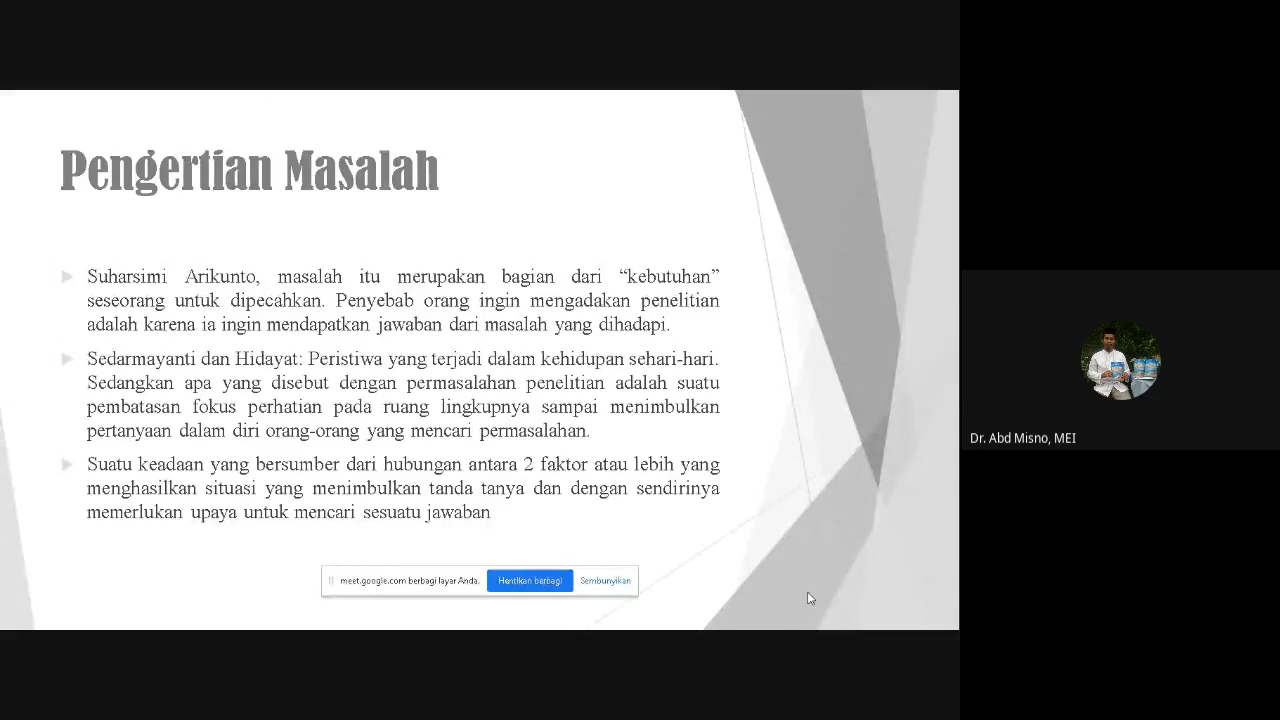 Pengertian Masalah
Suharsimi Arikunto, masalah itu merupakan bagian dari “kebutuhan”
seseorang untuk dipecahkan. Penyebab orang ingin mengadakan penelitian
adalah karena ia ingin mendapatkan jawaban dari masalah yang dihadapi.
Sedarmayanti dan Hidayat: Peristiwa yang terjadi dalam kehidupan sehari-hari.
Sedangkan apa yang disebut dengan permasalahan penelitian adalah suatu
pembatasan fokus perhatian pada ruang lingkupnya sampai menimbulkan
pertanyaan dalam diri orang-orang yang mencari permasalahan.
Suatu keadaan yang bersumber dari hubungan antara 2 faktor atau lebih yang
menghasilkan situasi yang menimbulkan tanda tanya dan dengan sendirinya
memerlukan upaya untuk mencari sesuatu jawaban
meet.google.com berbagi layar Anda. Hentikan berbagi Sembunyikan
Dr. Abd Misno, MEI